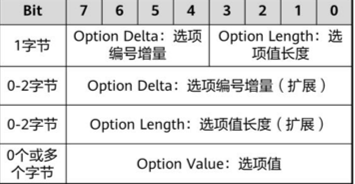 Bit 7 6 5 4 3 2 1 0
1字节
Option Delta：选项
编号增量
Option Length：选
项值长度
0-2字节
Option Delta：选项编号增量（扩展）
0-2字节
Option Length：选项值长度（扩展）
0个或多
个字节
Option Value：选项值